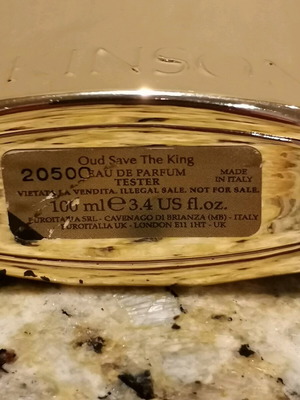 KINSO
Oud Save The King
20500
EAU DE PARFUM
TESTER
MADE
IN ITALY
VIETATA LA VENDITA. ILLEGAL SALE. NOT FOR SALE.
100 ml ℮ 3.4 US fl.oz.
EUROITALIA SRL - CAVENAGO DI BRIANZA (MB) - ITALY
EUROITALIA UK - LONDON E11 1HT - UK